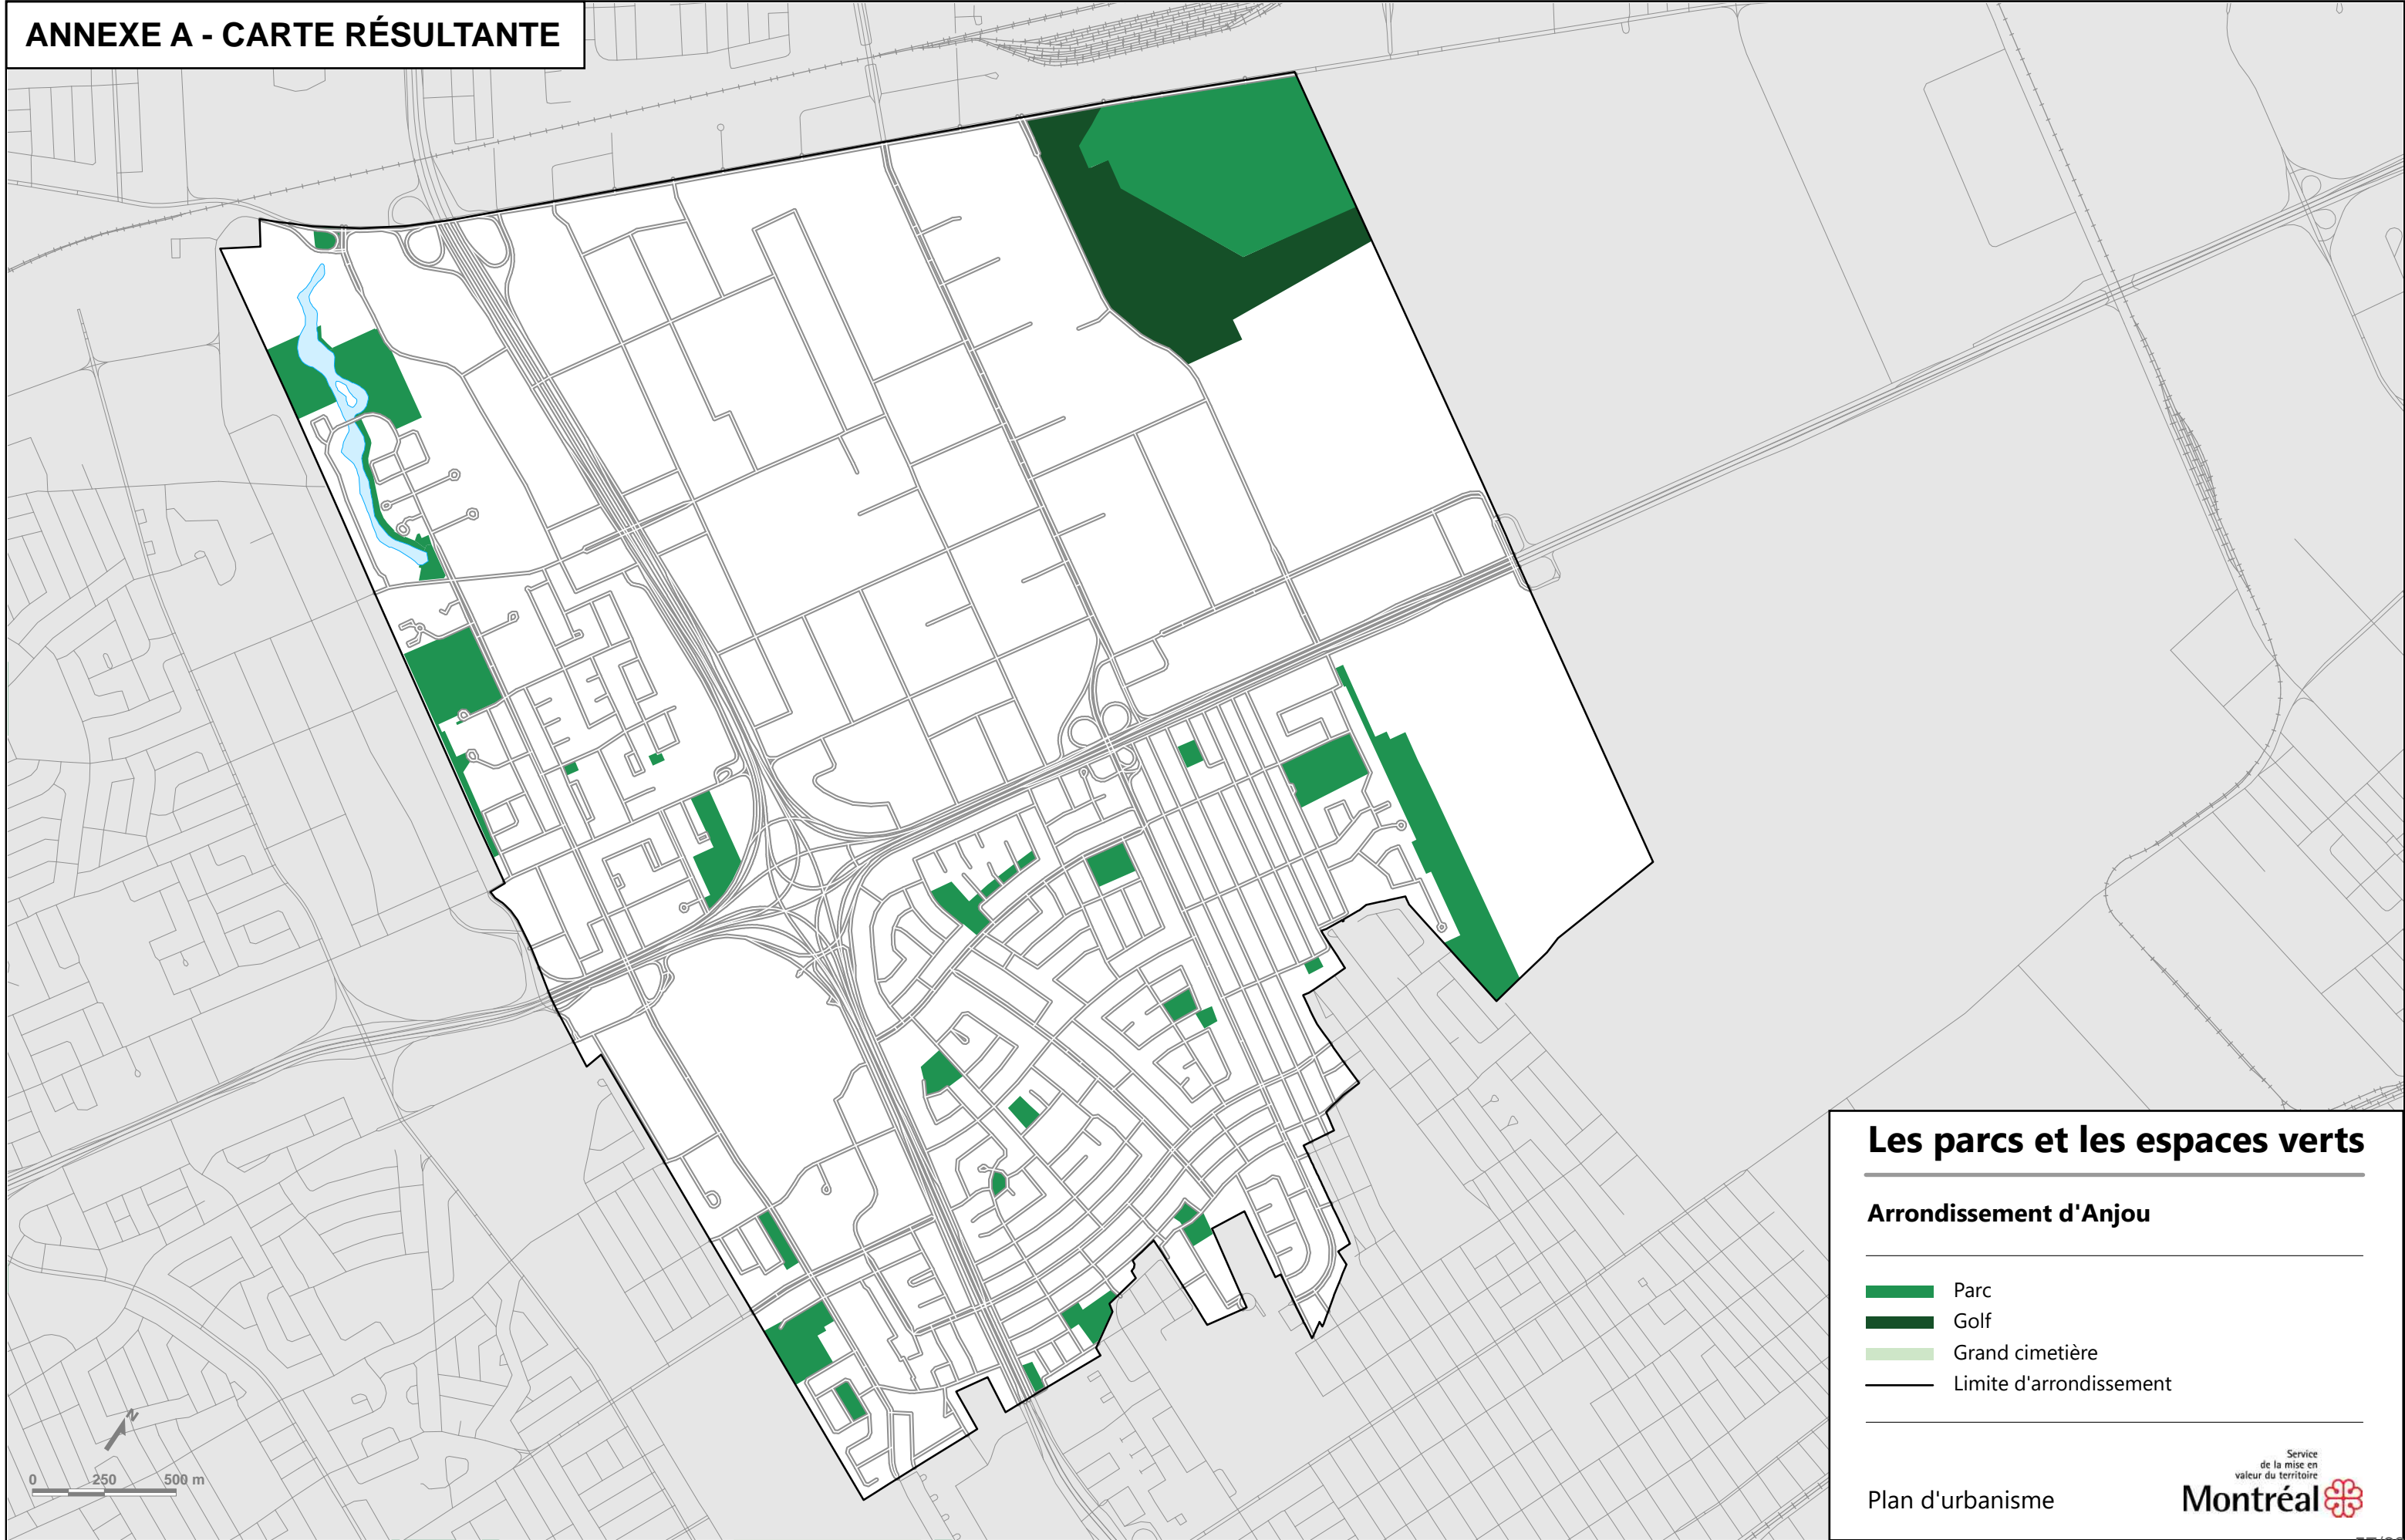 ANNEXE A - CARTE RÉSULTANTE
Les parcs et les espaces verts
Arrondissement d'Anjou
Parc
Golf
Grand cimetière
Limite d'arrondissement
Service
de la mise en
valeur du territoire
Plan d'urbanisme
Montréal
N
0 250 500 m